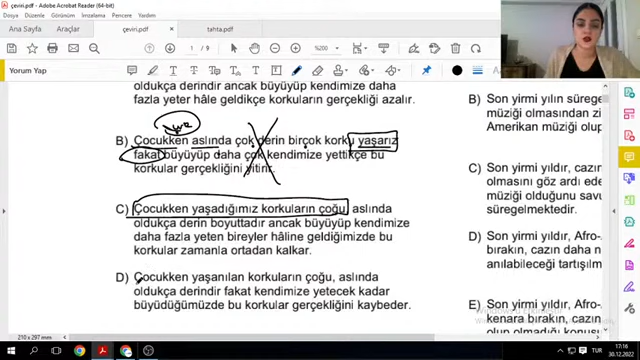 çeviri.pdf - Adobe Acrobat Reader (64-bit)
Dosya Düzenle Görünüm İmzalama Pencere Yardım
Ana Sayfa Araçlar çeviri.pdf × tahta.pdf
1 / 9 %200
Yorum Yap
oldukça derindir ancak büyüyüp kendimize daha
fazla yeter hâle geldikçe korkuların gerçekliği azalır.
B) Çocukken aslında çok derin birçok korku yaşarız
fakat büyüyüp daha çok kendimize yettikçe bu
korkular gerçekliğini yitirir.
C) Çocukken yaşadığımız korkuların çoğu aslında
oldukça derin boyuttadır ancak büyüyüp kendimize
daha fazla yeten bireyler hâline geldiğimizde bu
korkular zamanla ortadan kalkar.
D) Çocukken yaşanılan korkuların çoğu, aslında
oldukça derindir fakat kendimize yetecek kadar
büyüdüğümüzde bu korkular gerçekliğini kaybeder.
B) Son yirmi yılın sürege
müziği olmasından zi
Amerikan müziği olup
C) Son yirmi yıldır, cazın
olmasını göz ardı ede
müziği olduğunu savu
süregelmektedir.
D) Son yirmi yıldır, Afro-
bırakın, cazın daha n
anılabileceği tartışılm
E) Son yirmi yıldır, Afro-
kenara bırakın, cazın
olup olmadığı konusu
210 x 297 mm
TUR
17:16
30.12.2022